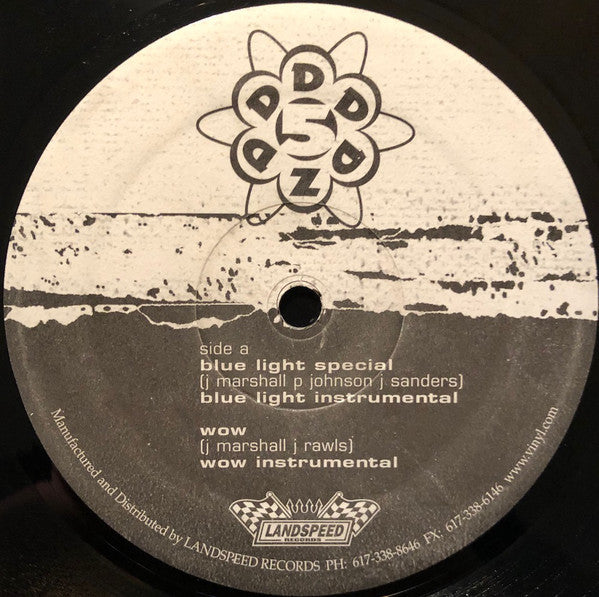 D D D D D Z
5
side a
blue light special
(j marshall p johnson j sanders)
blue light instrumental
wow
(j marshall j rawls)
wow instrumental
LANDSPEED
RECORDS
Manufactured and Distributed by LANDSPEED RECORDS PH: 617-338-8646 FX: 617-338-6146 www.vinyl.com